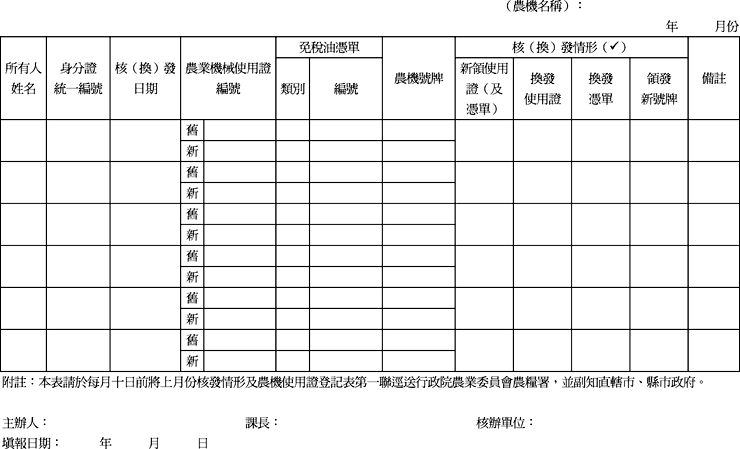 （農機名稱）：
年 月份
所有人姓名 身分證統一編號 核（換）發日期 農業機械使用證編號 免稅油憑單 農機號牌 核（換）發情形（✓） 備註
類別 編號 新領使用證（及憑單） 換發使用證 換發憑單 領發新號牌
舊
新
舊
新
舊
新
舊
新
舊
新
舊
新
附註：本表請於每月十日前將上月份核發情形及農機使用證登記表第一聯逕送行政院農業委員會農糧署，並副知直轄市、縣市政府。
主辦人： 課長： 核辦單位：
填報日期： 年 月 日